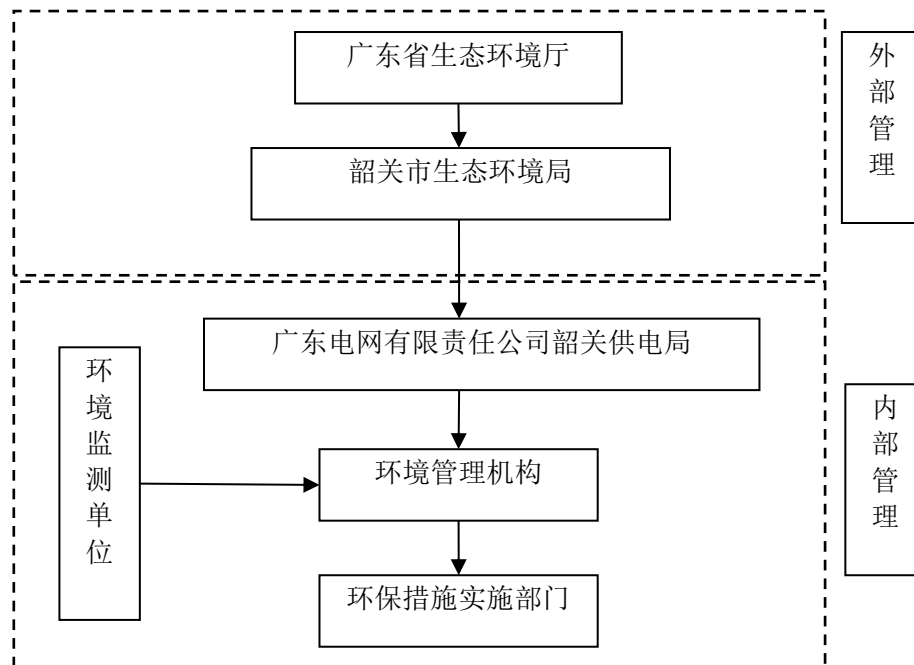 广东省生态环境厅
韶关市生态环境局
外部管理
广东电网有限责任公司韶关供电局
环境监测单位
环境管理机构
环保措施实施部门
内部管理